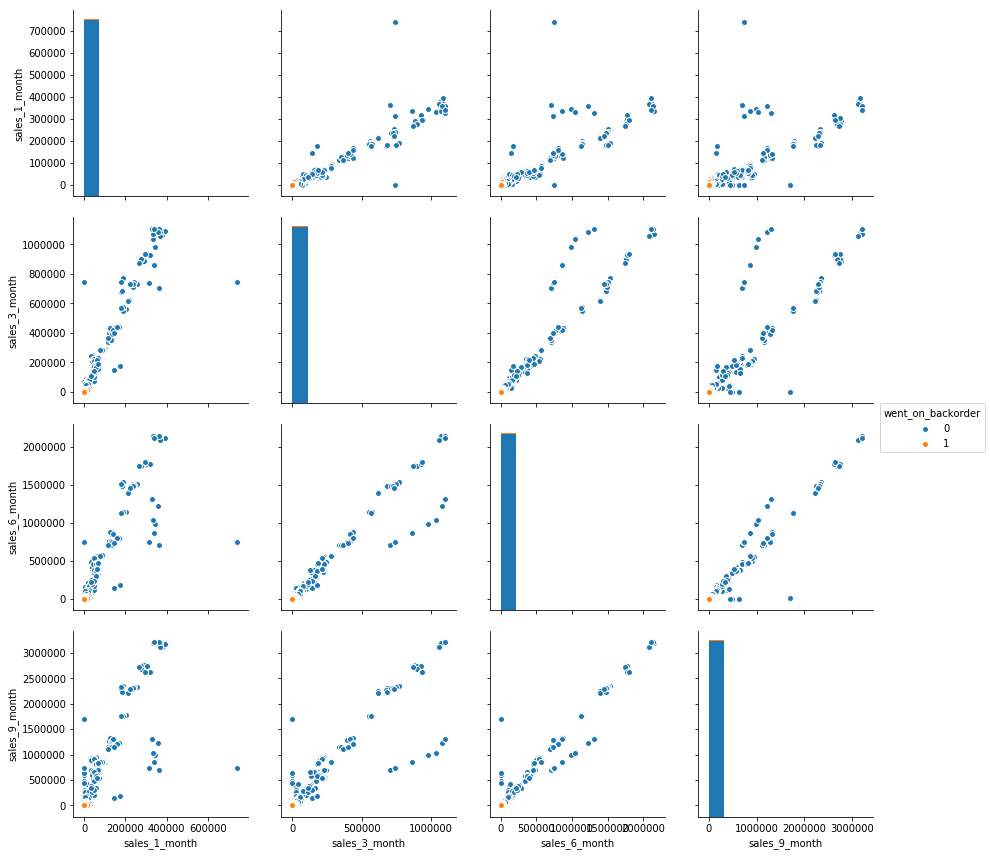 700000
600000
500000
400000
300000
200000
100000
0
sales_1_month
1000000
800000
600000
400000
200000
0
sales_3_month
went_on_backorder
0
1
2000000
1500000
1000000
500000
0
sales_6_month
3000000
2500000
2000000
1500000
1000000
500000
0
sales_9_month
0 200000 400000 600000
sales_1_month
0 500000 1000000
sales_3_month
0 500000 1000000 1500000 2000000
sales_6_month
0 1000000 2000000 3000000
sales_9_month